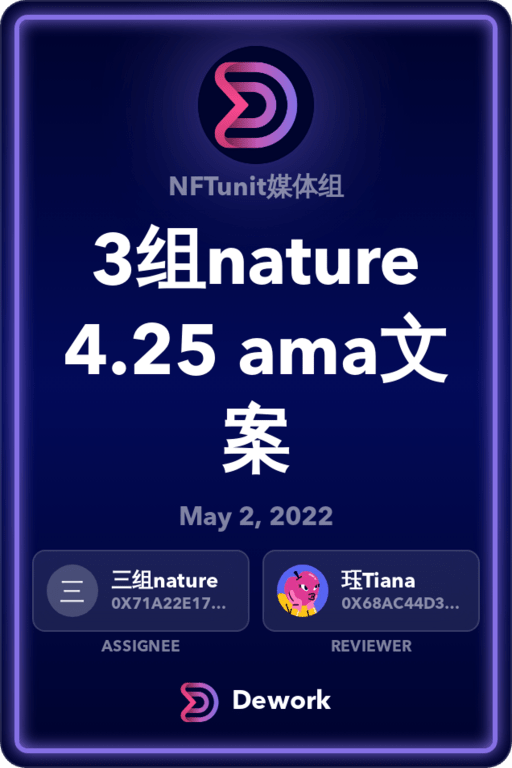 NFTunit媒体组
3组nature
4.25 ama文
案
May 2, 2022
三
三组nature
0X71A22E17...
ASSIGNEE
珏Tiana
0X68AC44D3...
REVIEWER
Dework